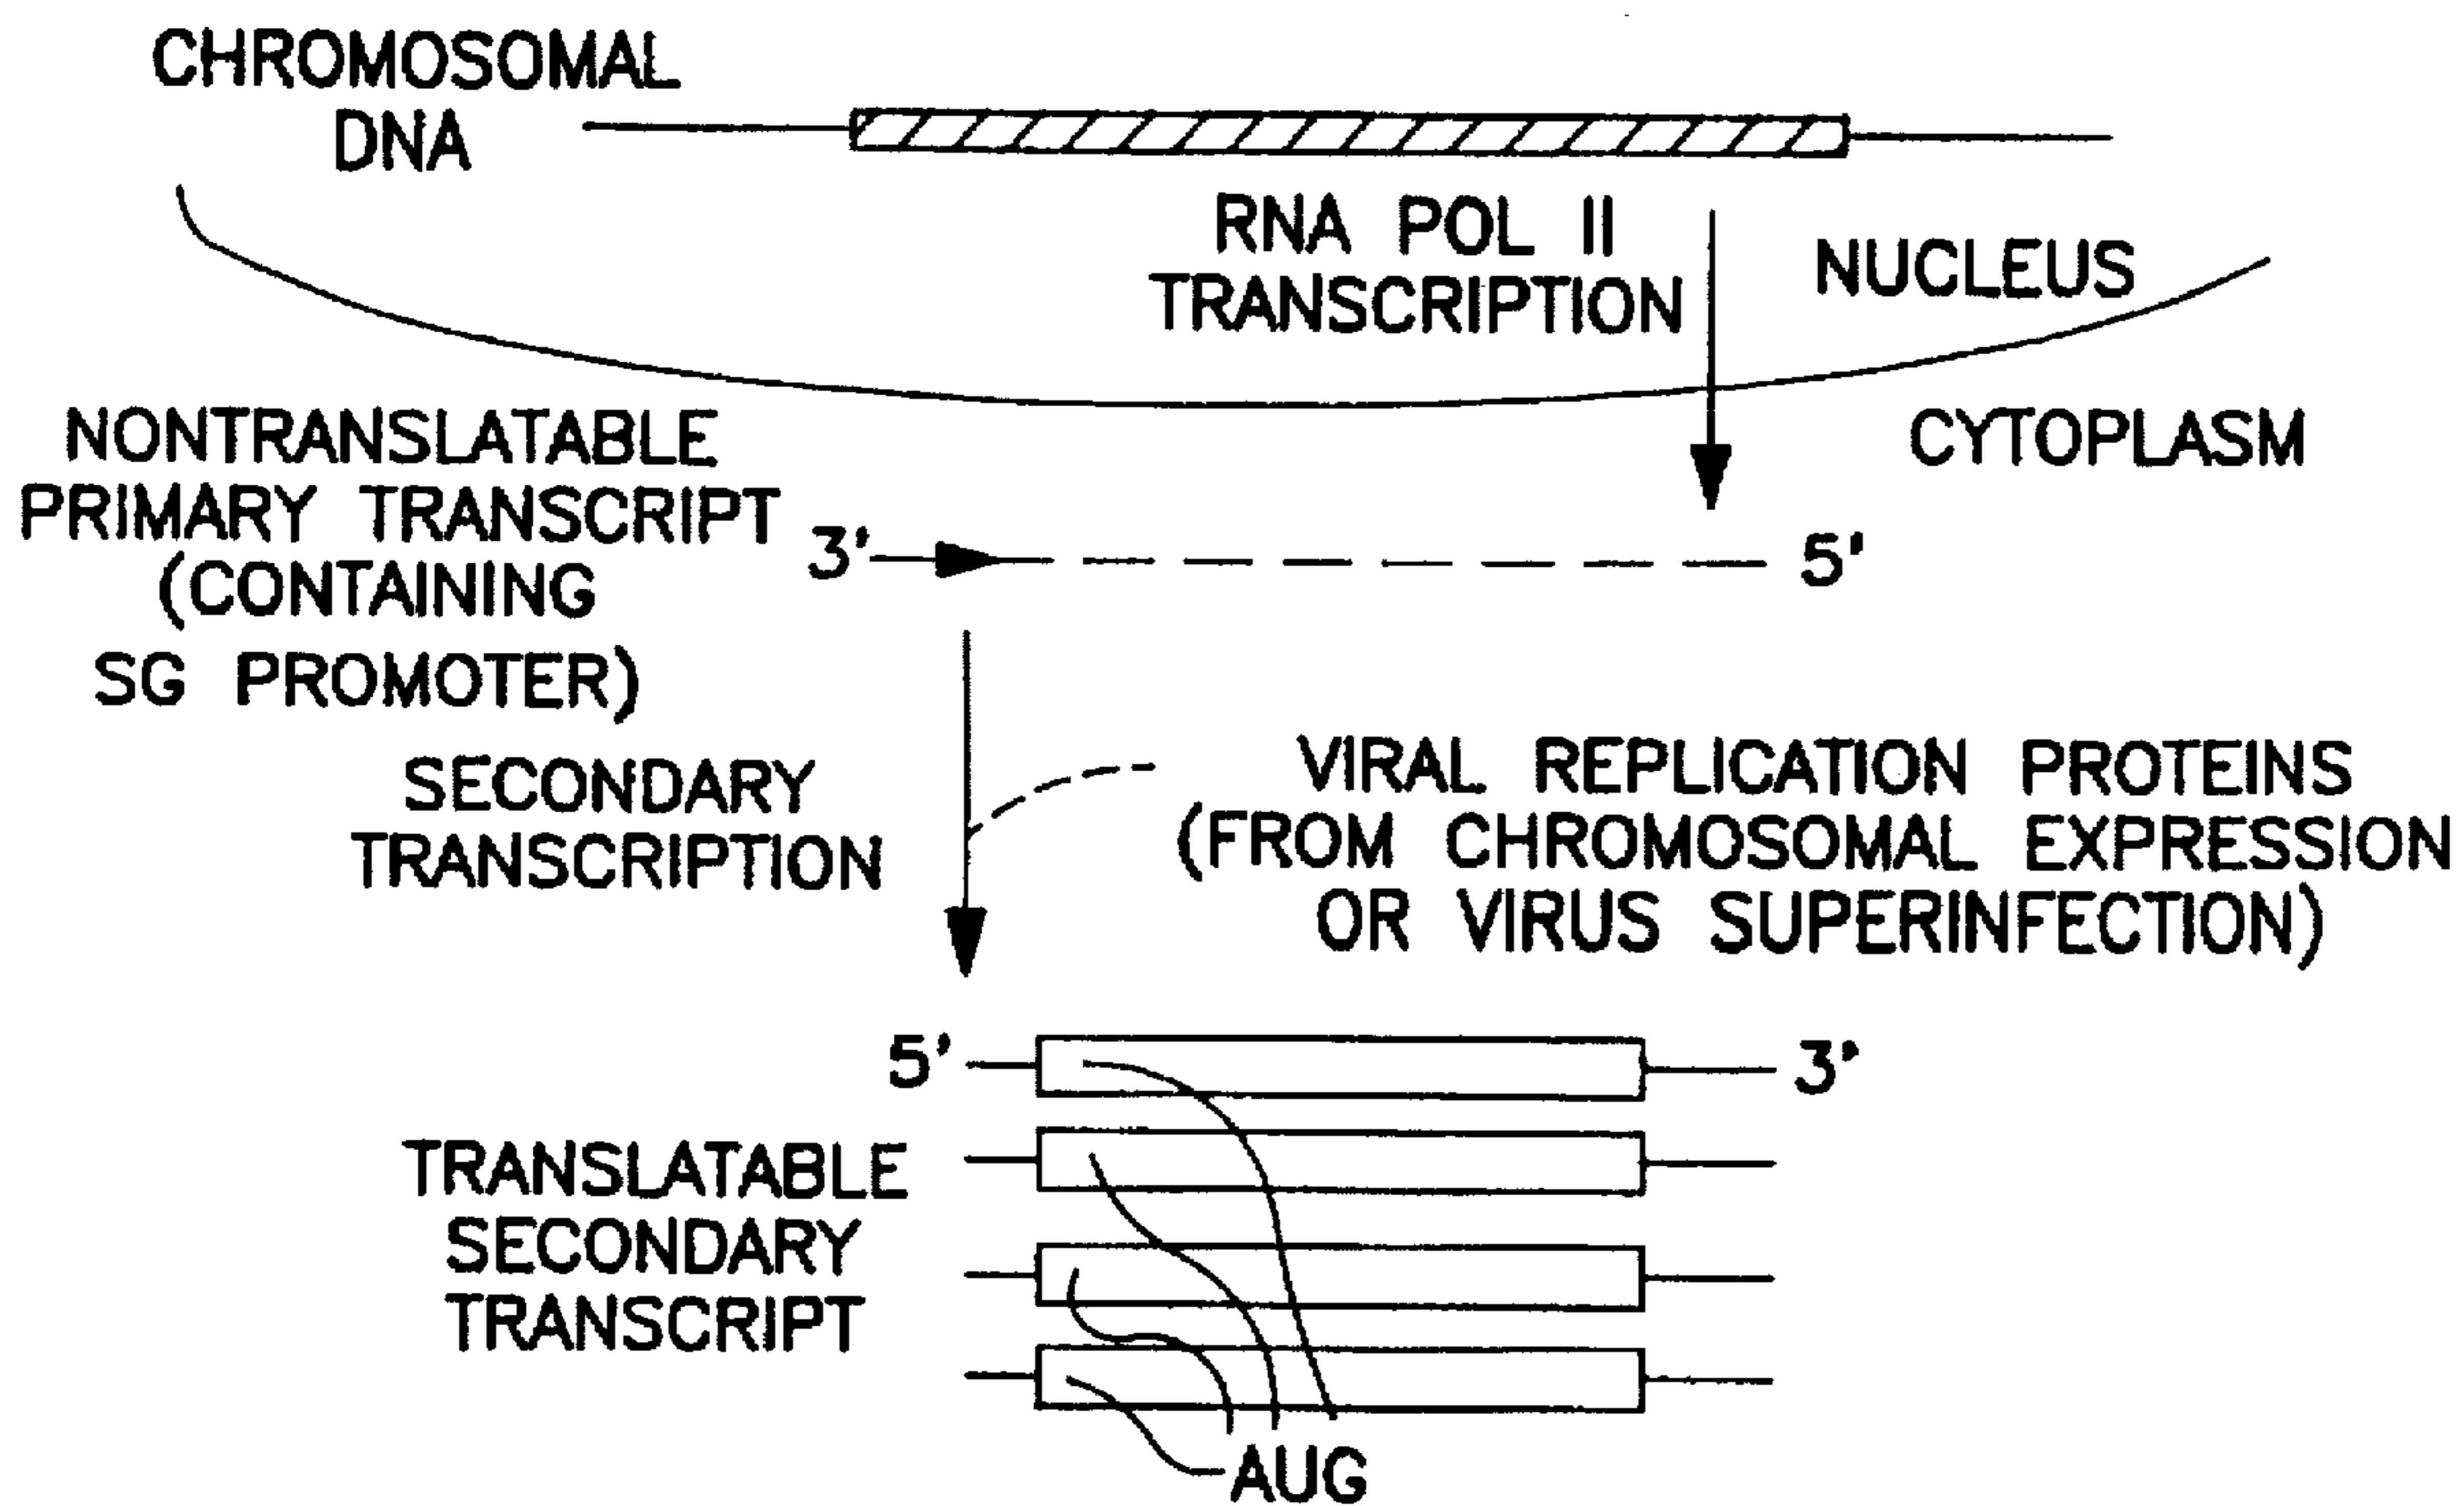 CHROMOSOMAL
DNA
RNA POL II
TRANSCRIPTION
NUCLEUS
CYTOPLASM
NONTRANSLATABLE
PRIMARY TRANSCRIPT
(CONTAINING
SG PROMOTER)
3' 5'
SECONDARY
TRANSCRIPTION
VIRAL REPLICATION PROTEINS
(FROM CHROMOSOMAL EXPRESSION
OR VIRUS SUPERINFECTION)
5' 3'
TRANSLATABLE
SECONDARY
TRANSCRIPT
AUG